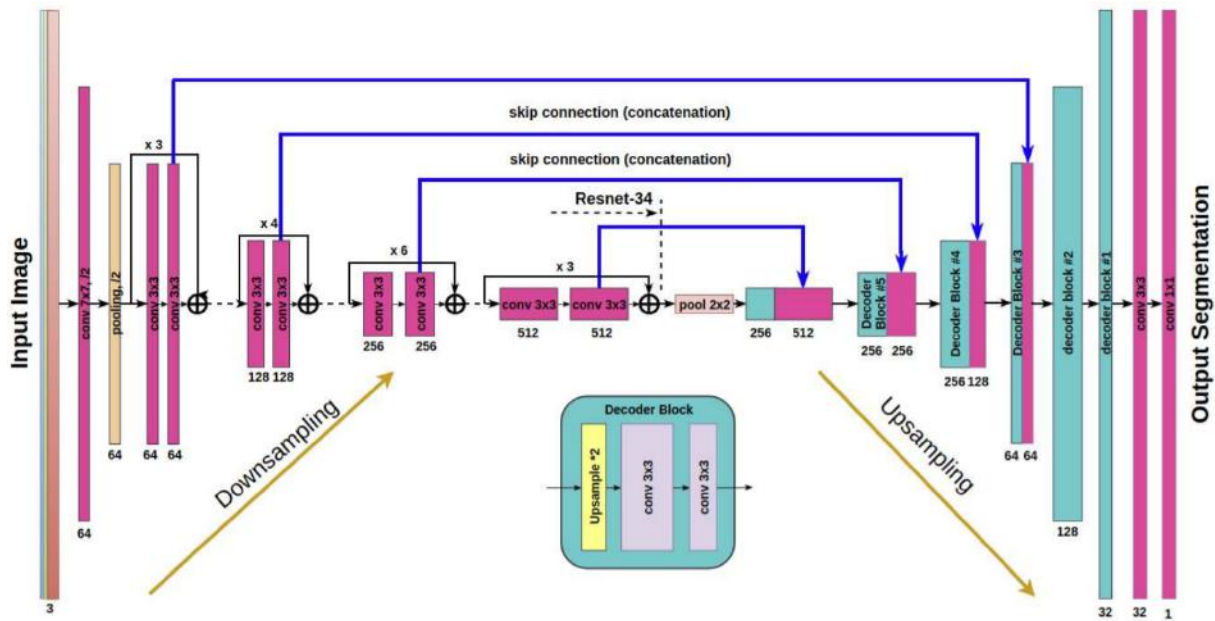 Input Image
3
conv 7x7, /2
64
pooling, /2
64
x 3
conv 3x3
conv 3x3
64
64
x 4
conv 3x3
conv 3x3
128
128
x 6
conv 3x3
conv 3x3
256
256
x 3
conv 3x3
conv 3x3
512
512
skip connection (concatenation)
skip connection (concatenation)
Resnet-34
pool 2x2
256
512
Decoder
Block #5
256
256
Decoder Block #4
256
128
Decoder Block #3
64
64
decoder block #2
128
decoder block #1
32
conv 3x3
32
conv 1x1
1
Output Segmentation
Downsampling
Upsampling
Decoder Block
Upsample *2
conv 3x3
conv 3x3